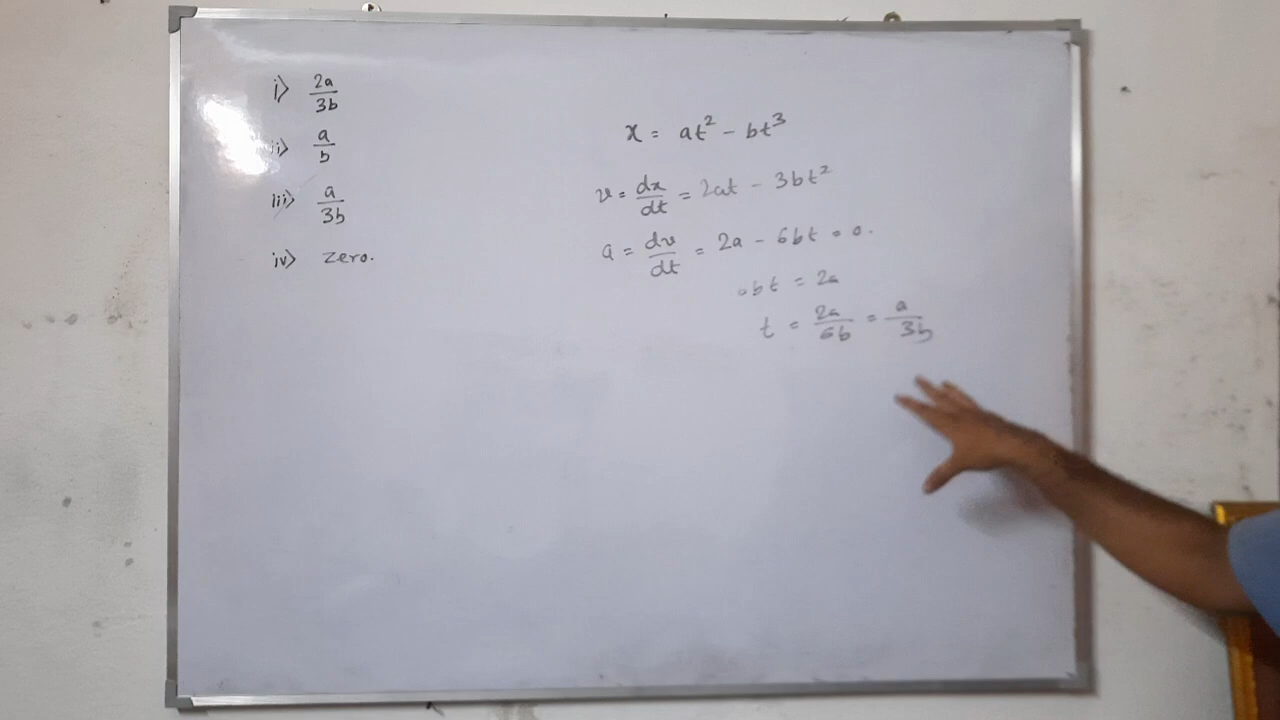 i) 2a/3b
ii) a/b
iii) a/3b
iv) zero.
x = at² - bt³
v = dx/dt = 2at - 3bt²
a = dv/dt = 2a - 6bt = 0.
6bt = 2a
t = 2a/6b = a/3b